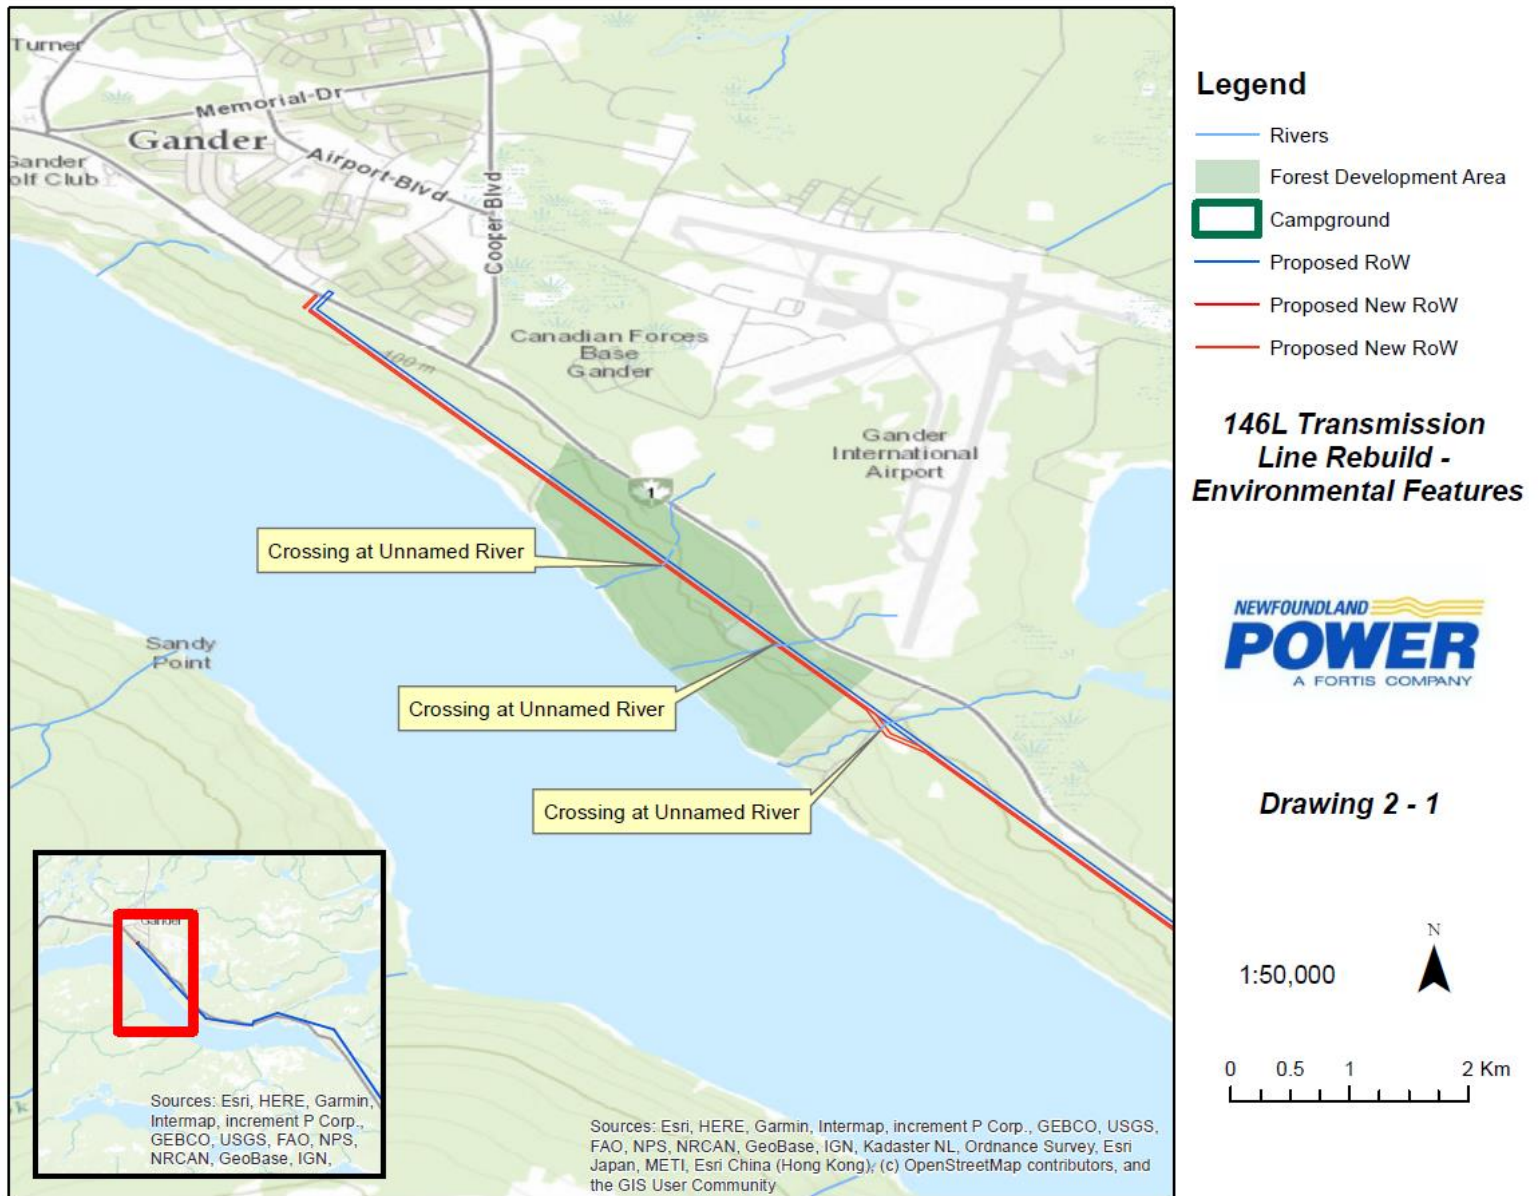 Turner
Memorial-Dr
Gander
Airport-Blvd
Gander
olf Club
Cooper Blvd
Canadian Forces
Base
Gander
100 m
Gander
International
Airport
1
Crossing at Unnamed River
Sandy
Point
Crossing at Unnamed River
Crossing at Unnamed River
Gander
Sources: Esri, HERE, Garmin,
Intermap, increment P Corp.,
GEBCO, USGS, FAO, NPS,
NRCAN, GeoBase, IGN,
Sources: Esri, HERE, Garmin, Intermap, increment P Corp., GEBCO, USGS,
FAO, NPS, NRCAN, GeoBase, IGN, Kadaster NL, Ordnance Survey, Esri
Japan, METI, Esri China (Hong Kong), (c) OpenStreetMap contributors, and
the GIS User Community
Legend
Rivers
Forest Development Area
Campground
Proposed RoW
Proposed New RoW
Proposed New RoW
146L Transmission
Line Rebuild -
Environmental Features
NEWFOUNDLAND
POWER
A FORTIS COMPANY
Drawing 2 - 1
N
1:50,000
0 0.5 1 2 Km